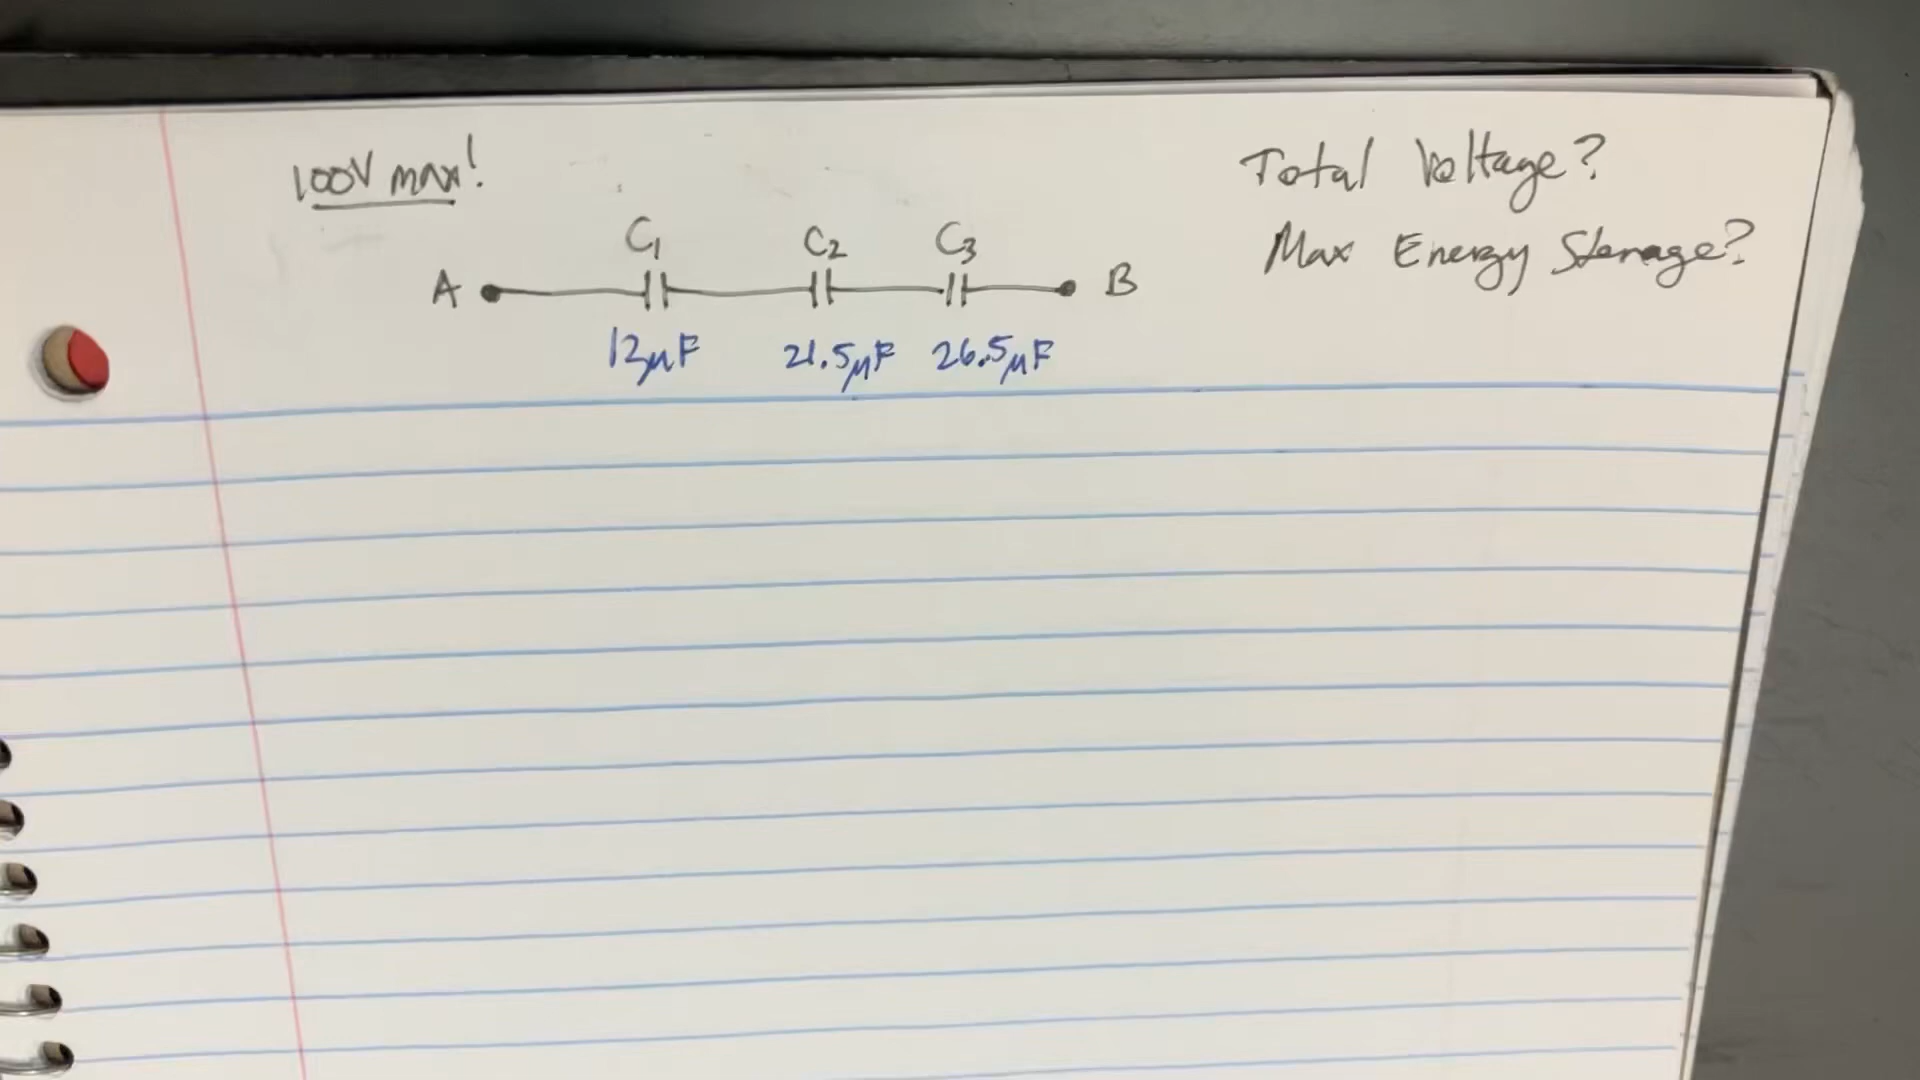 100V max!
Total Voltage?
Max Energy Storage?
C1 C2 C3
A B
12μF 21.5μF 26.5μF